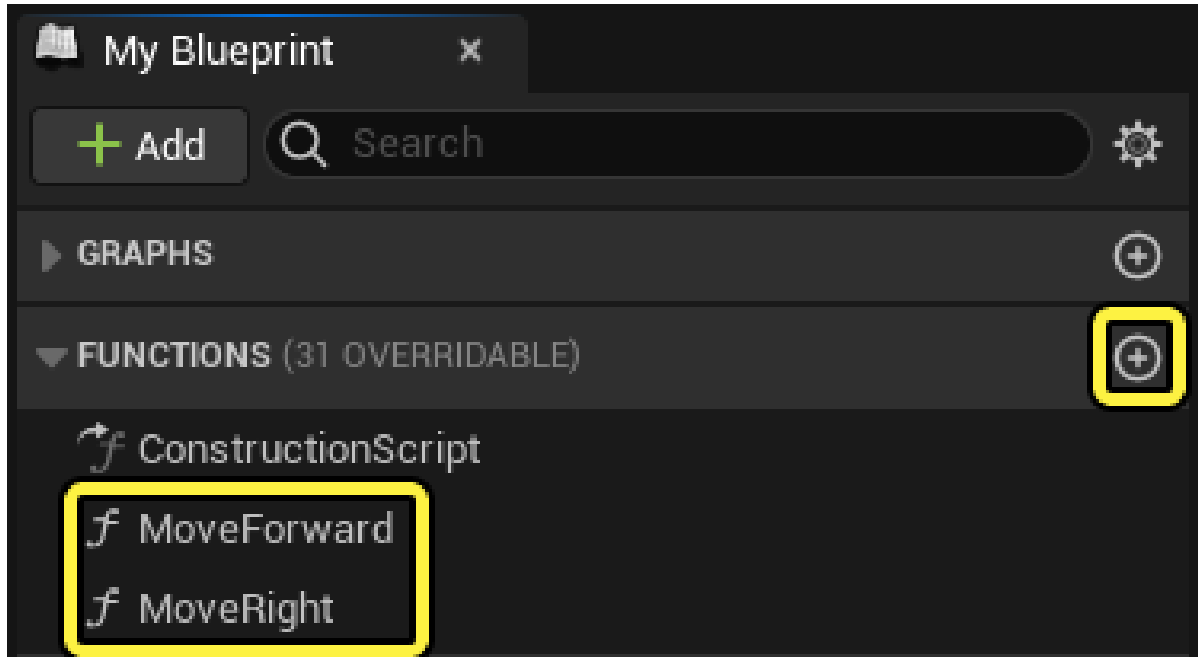 My Blueprint
Add
Search
GRAPHS
FUNCTIONS (31 OVERRIDABLE)
ConstructionScript
f MoveForward
f MoveRight